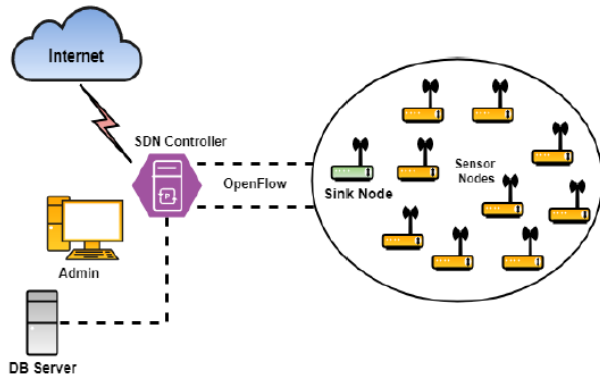 Internet
SDN Controller
OpenFlow
Sink Node
Sensor
Nodes
Admin
DB Server